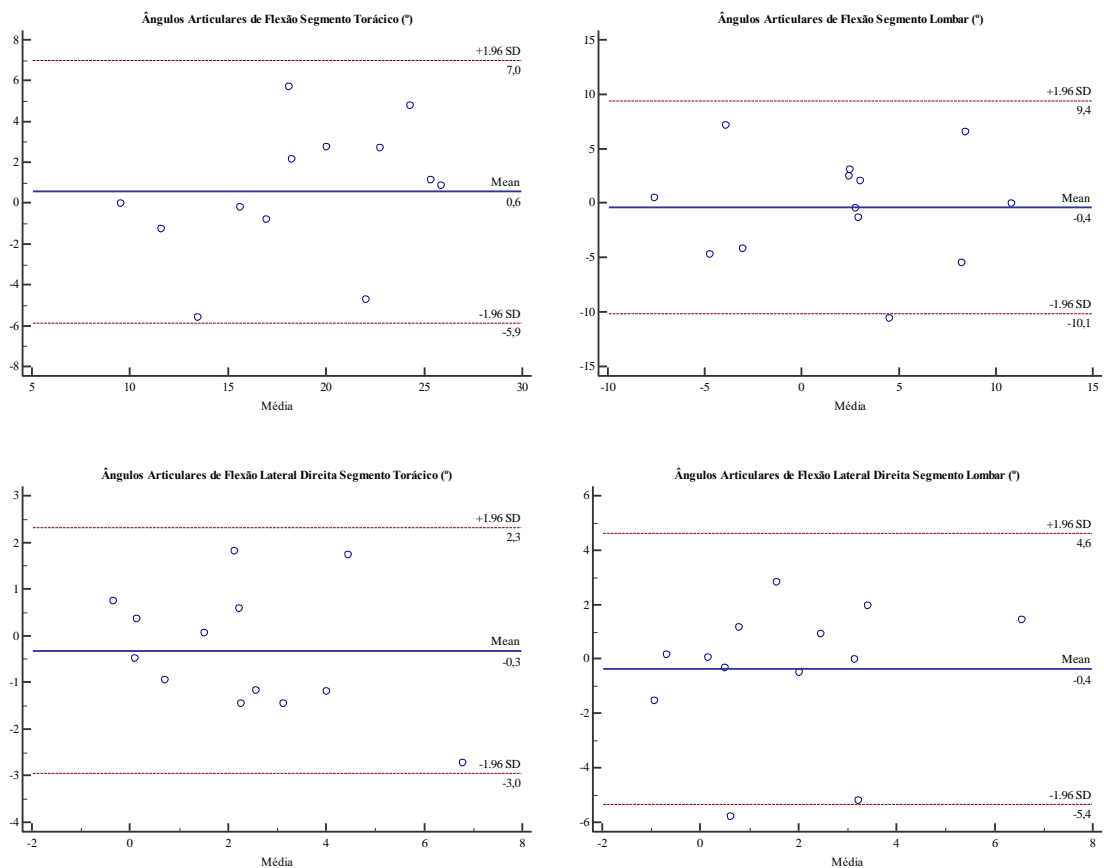 Ângulos Articulares de Flexão Segmento Torácico (º)
8
6
4
2
0
-2
-4
-6
-8
+1.96 SD
7,0
Mean
0,6
-1.96 SD
-5,9
5 10 15 20 25 30
Média
Ângulos Articulares de Flexão Segmento Lombar (º)
15
10
5
0
-5
-10
-15
+1.96 SD
9,4
Mean
-0,4
-1.96 SD
-10,1
-10 -5 0 5 10 15
Média
Ângulos Articulares de Flexão Lateral Direita Segmento Torácico (º)
3
2
1
0
-1
-2
-3
-4
+1.96 SD
2,3
Mean
-0,3
-1.96 SD
-3,0
-2 0 2 4 6 8
Média
Ângulos Articulares de Flexão Lateral Direita Segmento Lombar (º)
6
4
2
0
-2
-4
-6
+1.96 SD
4,6
Mean
-0,4
-1.96 SD
-5,4
-2 0 2 4 6 8
Média